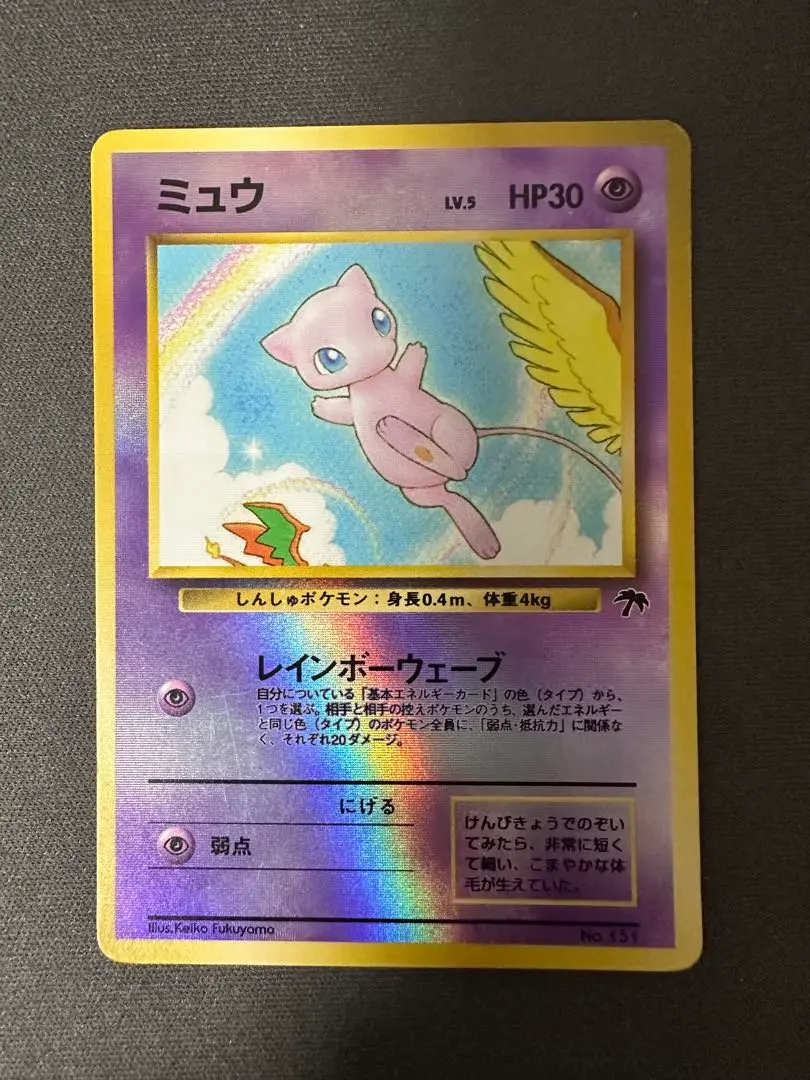 ミュウ LV.5 HP30
しんしゅポケモン：身長0.4m、体重4kg
レインボーウェーブ
自分についている「基本エネルギーカード」の色（タイプ）から、
1つを選ぶ。相手と相手の控えポケモンのうち、選んだエネルギー
と同じ色（タイプ）のポケモン全員に、「弱点・抵抗力」に関係な
く、それぞれ20ダメージ。
にげる
弱点
けんびきょうでのぞい
てみたら、非常に短く
て細い、こまやかな体
毛が生えていた。
Illus.Keiko Fukuyama
No.151